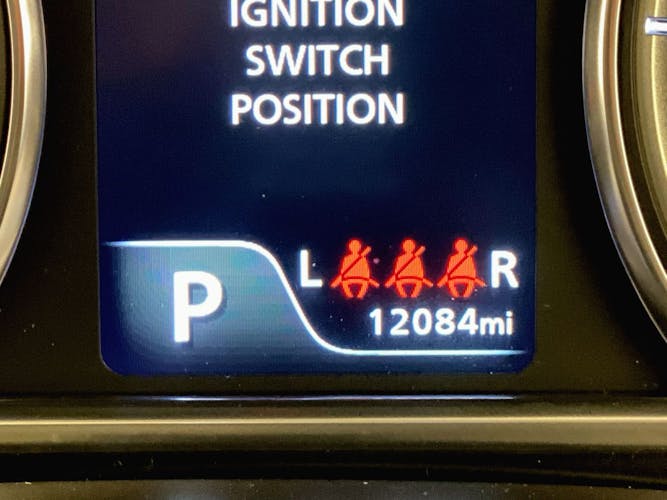 IGNITION
SWITCH
POSITION
L R
P
12084mi